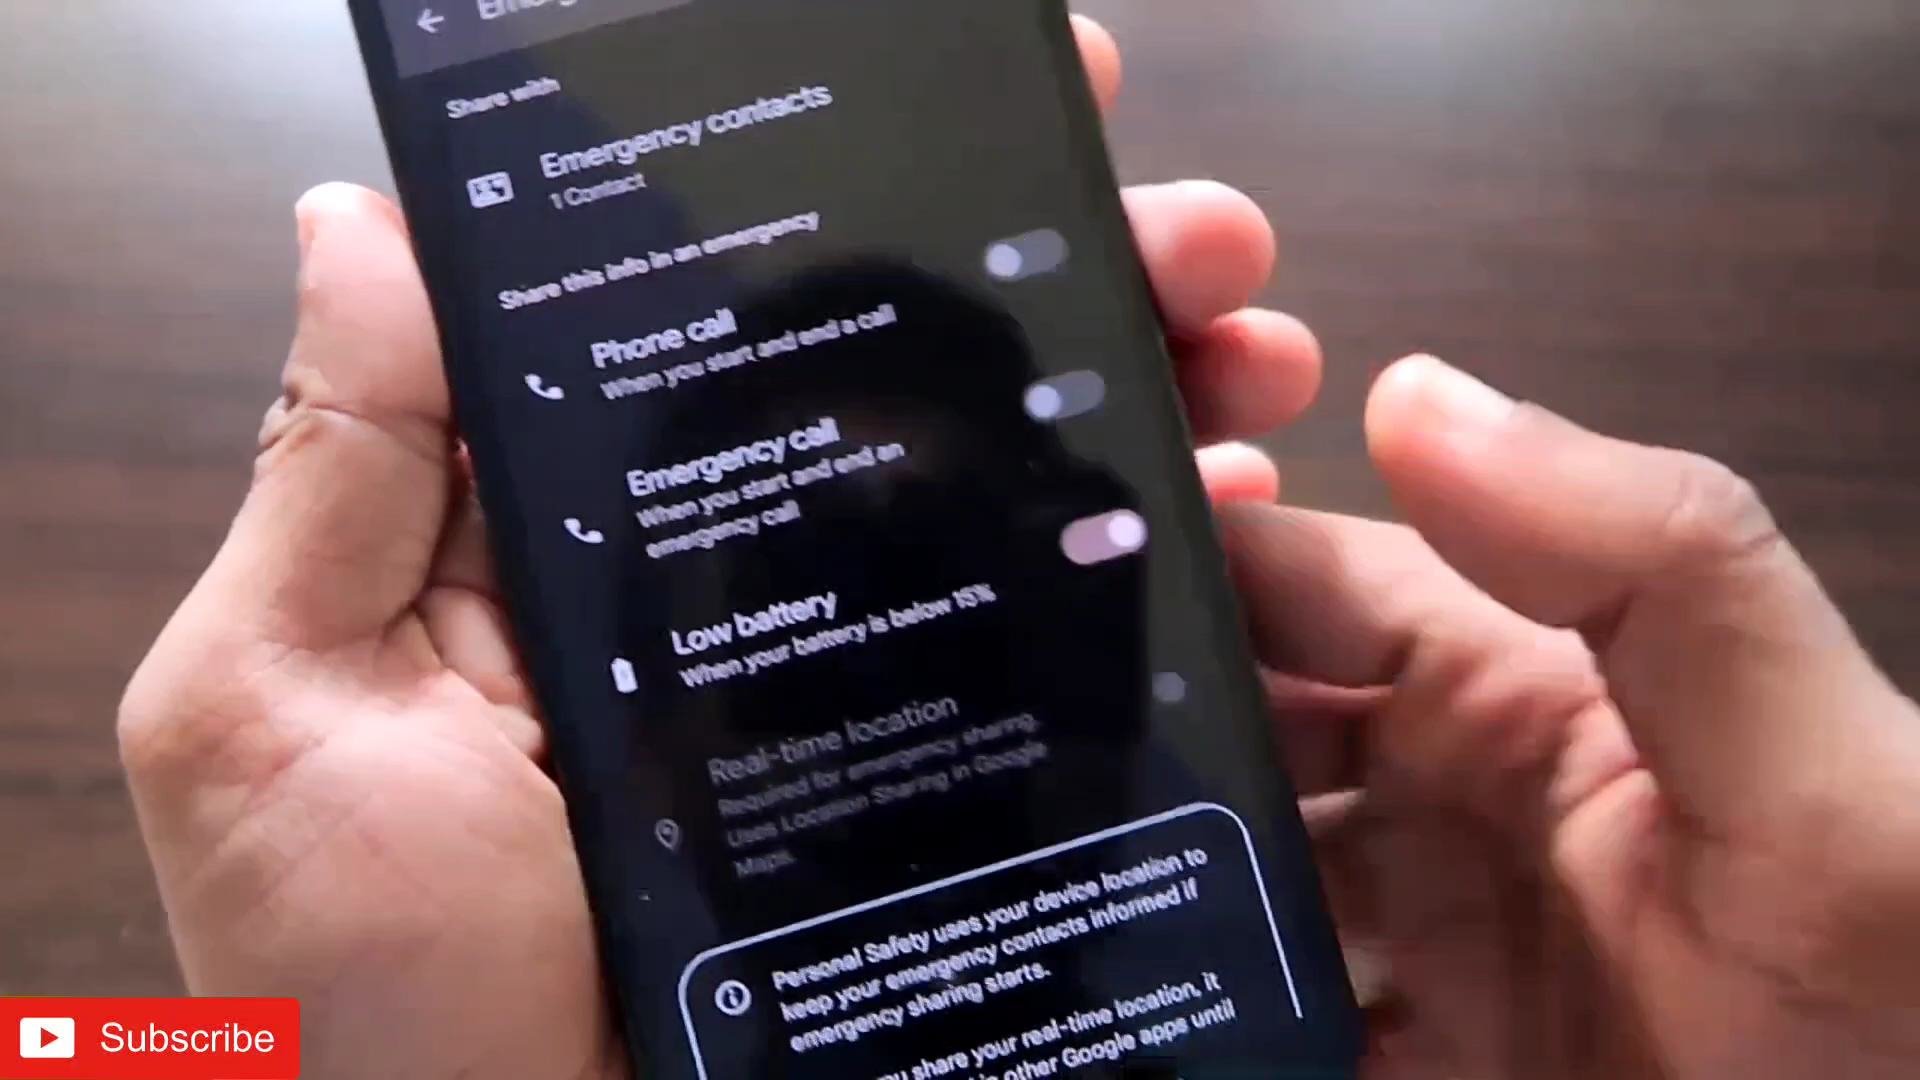 Share with
Emergency contacts
1 Contact
Share this info in an emergency
Phone call
When you start and end a call
Emergency call
When you start and end an
emergency call
Low battery
When your battery is below 15%
Real-time location
Required for emergency sharing.
Uses Location Sharing in Google
Maps.
Personal Safety uses your device location to
keep your emergency contacts informed if
emergency sharing starts.
share your real-time location, it
other Google apps until
Subscribe